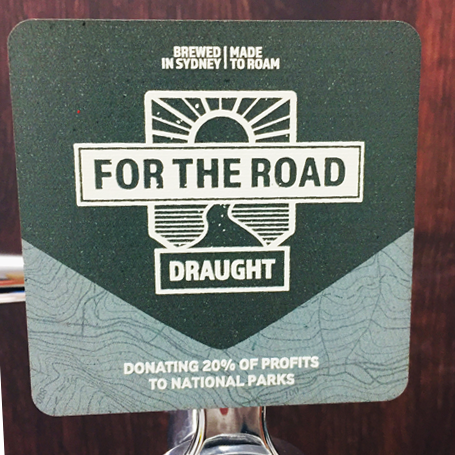 BREWED | MADE
IN SYDNEY | TO ROAM
FOR THE ROAD
DRAUGHT
DONATING 20% OF PROFITS
TO NATIONAL PARKS